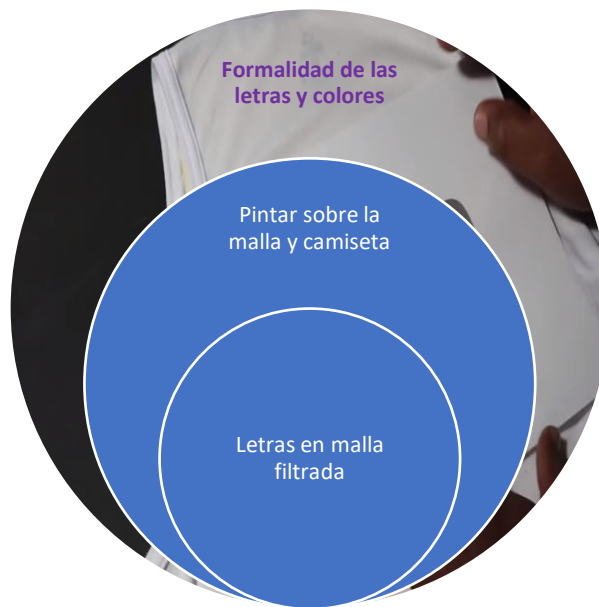 Formalidad de las
letras y colores
Pintar sobre la
malla y camiseta
Letras en malla
filtrada